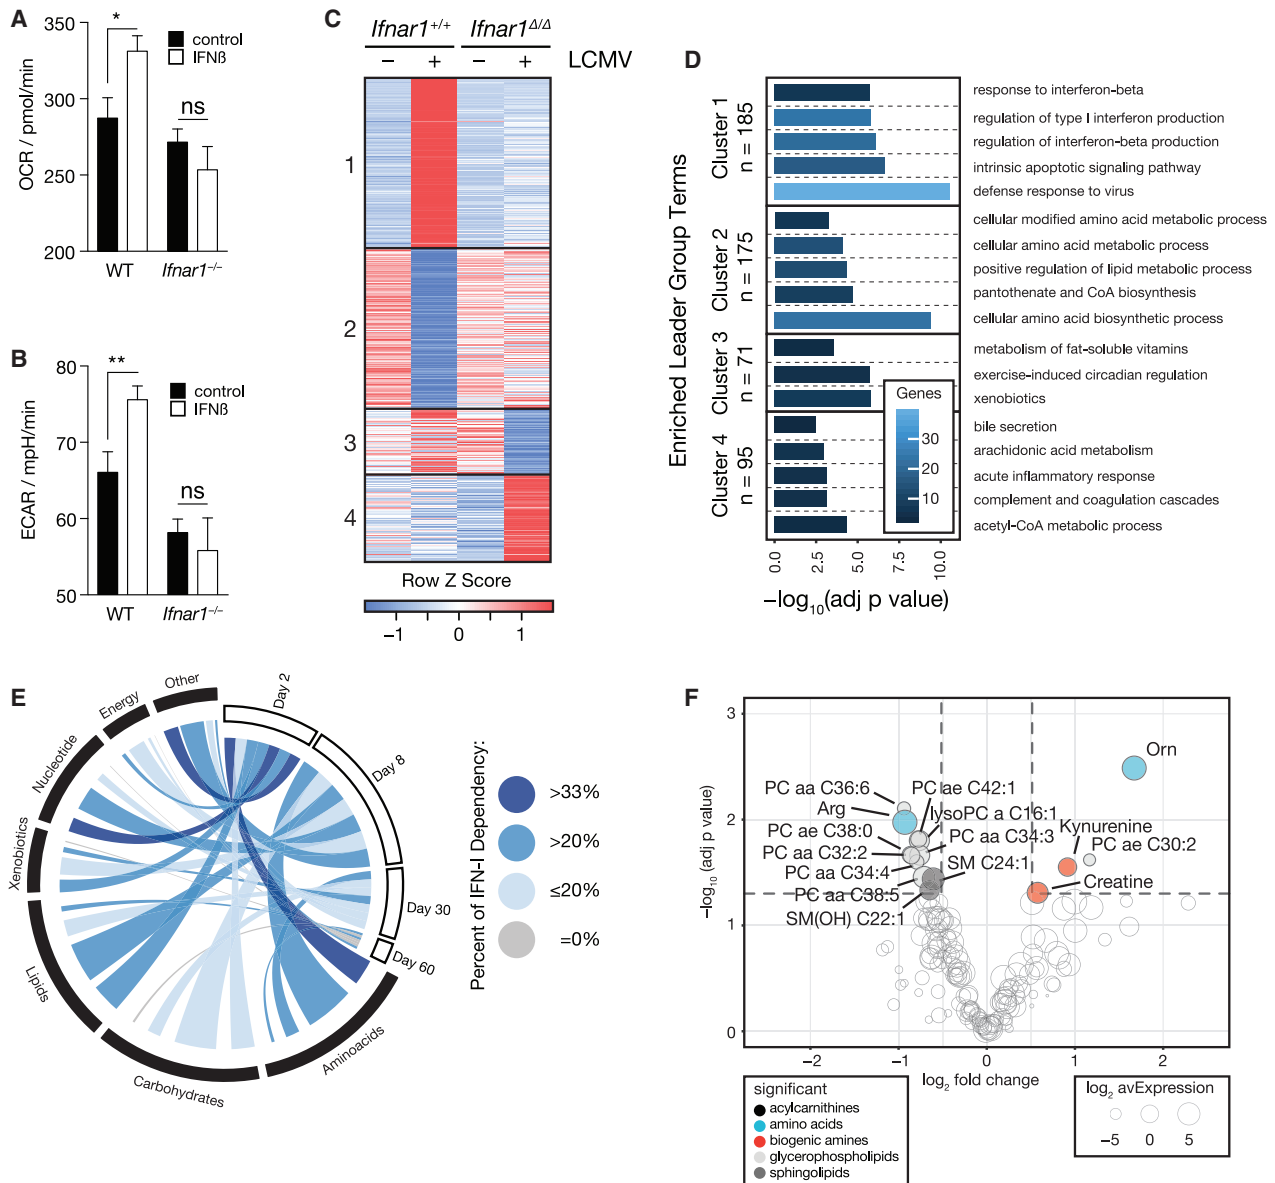 A
350
300
250
200
OCR / pmol/min
*
control
IFNß
ns
WT
Ifnar1−/−
B
80
70
60
50
ECAR / mpH/min
**
control
IFNß
ns
WT
Ifnar1−/−
C
Ifnar1+/+
Ifnar1Δ/Δ
− + − + LCMV
1
2
3
4
Row Z Score
−1 0 1
D
Enriched Leader Group Terms
Cluster 1
n = 185
response to interferon-beta
regulation of type I interferon production
regulation of interferon-beta production
intrinsic apoptotic signaling pathway
defense response to virus
Cluster 2
n = 175
cellular modified amino acid metabolic process
cellular amino acid metabolic process
positive regulation of lipid metabolic process
pantothenate and CoA biosynthesis
cellular amino acid biosynthetic process
Cluster 3
n = 71
metabolism of fat-soluble vitamins
exercise-induced circadian regulation
xenobiotics
Cluster 4
n = 95
bile secretion
arachidonic acid metabolism
acute inflammatory response
complement and coagulation cascades
acetyl-CoA metabolic process
Genes
30
20
10
0.0 2.5 5.0 7.5 10.0
−log10(adj p value)
E
Other
Energy
Nucleotide
Xenobiotics
Lipids
Carbohydrates
Aminoacids
Day 2
Day 8
Day 30
Day 60
Percent of IFN-I Dependency:
>33%
>20%
≤20%
=0%
F
3
2
1
0
−log10 (adj p value)
Orn
PC aa C36:6
PC ae C42:1
Arg
lysoPC a C16:1
PC ae C38:0
PC aa C34:3
Kynurenine
PC aa C32:2
PC ae C30:2
PC aa C34:4
SM C24:1
PC aa C38:5
Creatine
SM(OH) C22:1
−2 −1 0 1 2
log2 fold change
significant
acylcarnithines
amino acids
biogenic amines
glycerophospholipids
sphingolipids
log2 avExpression
−5 0 5